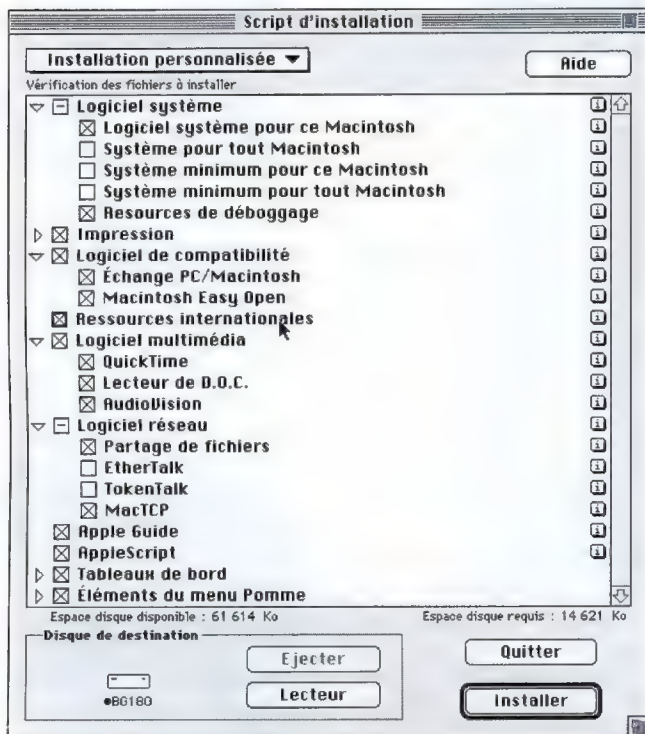 Script d'installation
Installation personnalisée
Aide
Vérification des fichiers à installer
Logiciel système
Logiciel système pour ce Macintosh
Système pour tout Macintosh
Système minimum pour ce Macintosh
Système minimum pour tout Macintosh
Resources de déboggage
Impression
Logiciel de compatibilité
Échange PC/Macintosh
Macintosh Easy Open
Ressources internationales
Logiciel multimédia
QuickTime
Lecteur de D.O.C.
AudioVision
Logiciel réseau
Partage de fichiers
EtherTalk
TokenTalk
MacTCP
Apple Guide
AppleScript
Tableaux de bord
Éléments du menu Pomme
Espace disque disponible : 61 614 Ko
Espace disque requis : 14 621 Ko
Disque de destination
Ejecter
Quitter
●BG180
Lecteur
Installer